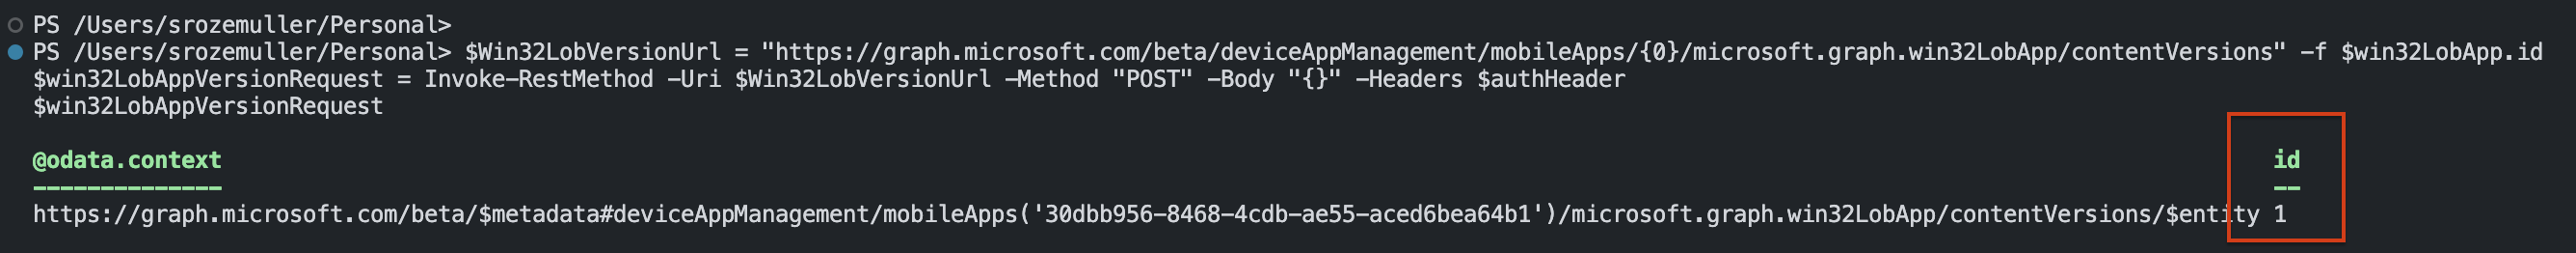 PS /Users/srozemuller/Personal>
PS /Users/srozemuller/Personal> $Win32LobVersionUrl = "https://graph.microsoft.com/beta/deviceAppManagement/mobileApps/{0}/microsoft.graph.win32LobApp/contentVersions" -f $win32LobApp.id
$win32LobAppVersionRequest = Invoke-RestMethod -Uri $Win32LobVersionUrl -Method "POST" -Body "{}" -Headers $authHeader
$win32LobAppVersionRequest
@odata.context id
-------------- --
https://graph.microsoft.com/beta/$metadata#deviceAppManagement/mobileApps('30dbb956-8468-4cdb-ae55-aced6bea64b1')/microsoft.graph.win32LobApp/contentVersions/$entity 1